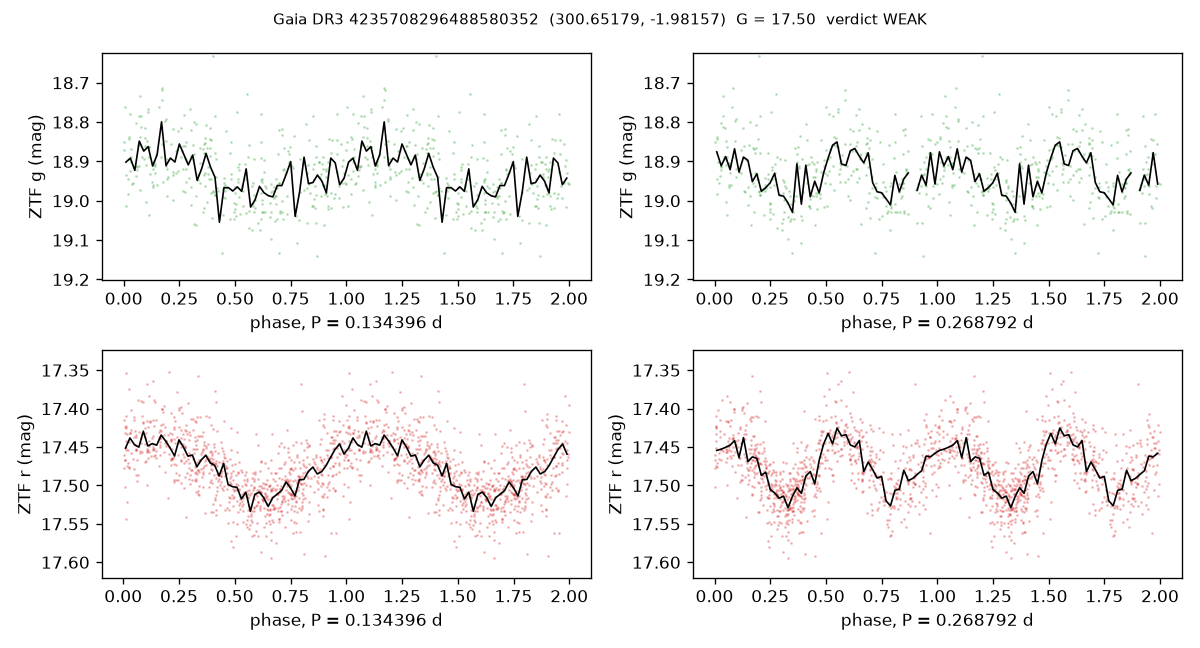 Gaia DR3 4235708296488580352 (300.65179, -1.98157) G = 17.50 verdict WEAK
18.7
18.8
18.9
19.0
19.1
19.2
ZTF g (mag)
0.00 0.25 0.50 0.75 1.00 1.25 1.50 1.75 2.00
phase, P = 0.134396 d
18.7
18.8
18.9
19.0
19.1
19.2
ZTF g (mag)
0.00 0.25 0.50 0.75 1.00 1.25 1.50 1.75 2.00
phase, P = 0.268792 d
17.35
17.40
17.45
17.50
17.55
17.60
ZTF r (mag)
0.00 0.25 0.50 0.75 1.00 1.25 1.50 1.75 2.00
phase, P = 0.134396 d
17.35
17.40
17.45
17.50
17.55
17.60
ZTF r (mag)
0.00 0.25 0.50 0.75 1.00 1.25 1.50 1.75 2.00
phase, P = 0.268792 d